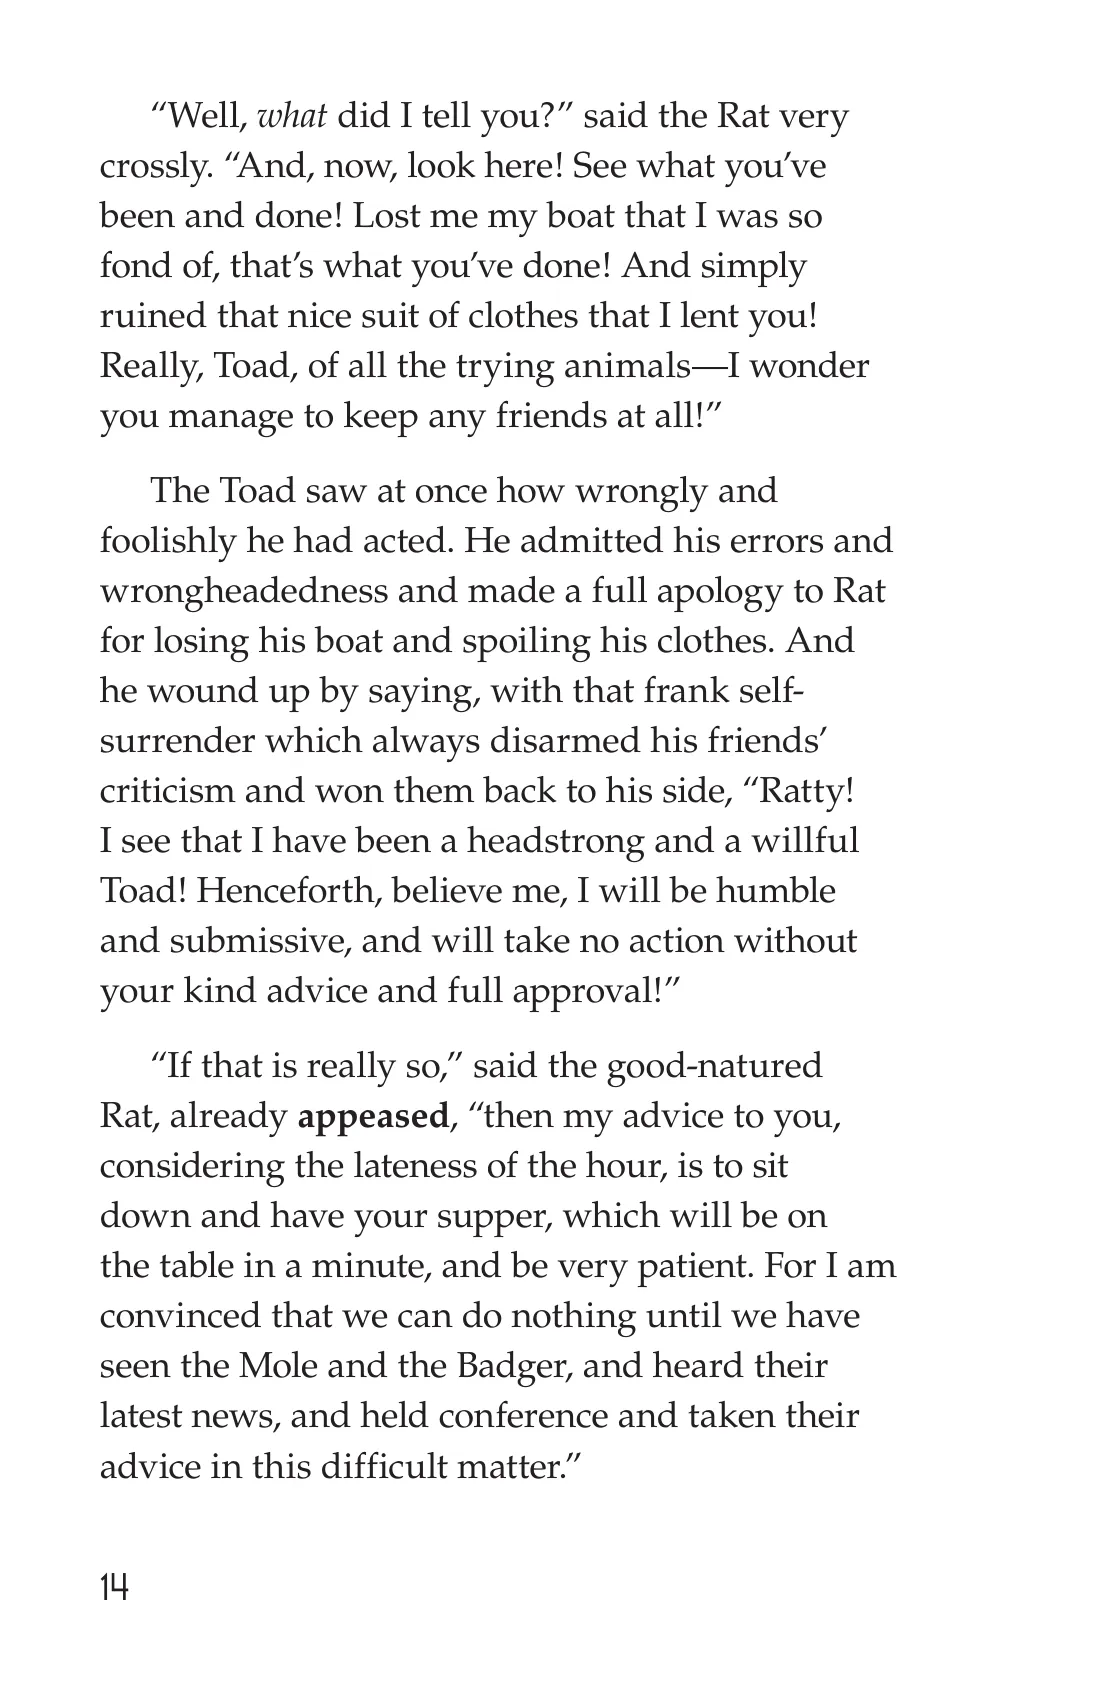 “Well, what did I tell you?” said the Rat very
crossly. “And, now, look here! See what you’ve
been and done! Lost me my boat that I was so
fond of, that’s what you’ve done! And simply
ruined that nice suit of clothes that I lent you!
Really, Toad, of all the trying animals—I wonder
you manage to keep any friends at all!”
The Toad saw at once how wrongly and
foolishly he had acted. He admitted his errors and
wrongheadedness and made a full apology to Rat
for losing his boat and spoiling his clothes. And
he wound up by saying, with that frank self-
surrender which always disarmed his friends’
criticism and won them back to his side, “Ratty!
I see that I have been a headstrong and a willful
Toad! Henceforth, believe me, I will be humble
and submissive, and will take no action without
your kind advice and full approval!”
“If that is really so,” said the good-natured
Rat, already appeased, “then my advice to you,
considering the lateness of the hour, is to sit
down and have your supper, which will be on
the table in a minute, and be very patient. For I am
convinced that we can do nothing until we have
seen the Mole and the Badger, and heard their
latest news, and held conference and taken their
advice in this difficult matter.”
14